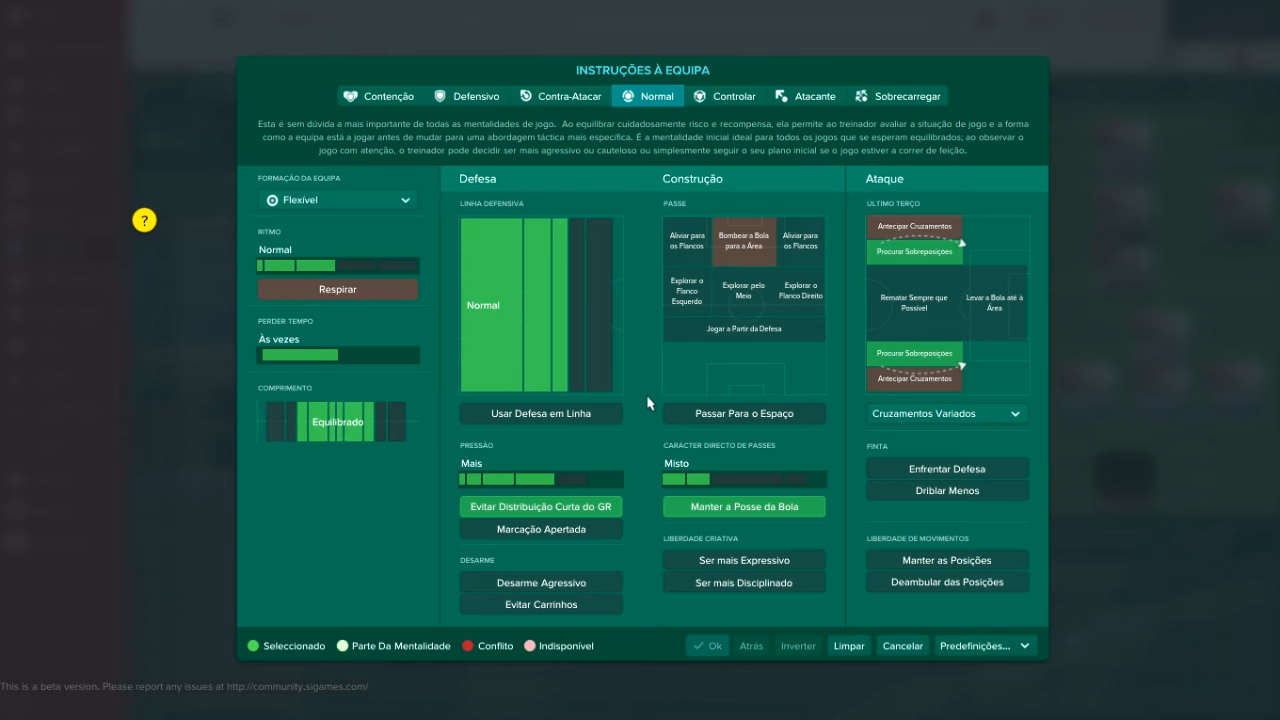 INSTRUÇÕES À EQUIPA
Contenção
Defensivo
Contra-Atacar
Normal
Controlar
Atacante
Sobrecarregar
Esta é sem dúvida a mais importante de todas as mentalidades de jogo. Ao equilibrar cuidadosamente risco e recompensa, ela permite ao treinador avaliar a situação de jogo e a forma
como a equipa está a jogar antes de mudar para uma abordagem táctica mais específica. É a mentalidade inicial ideal para todos os jogos que se esperam equilibrados; ao observar o
jogo com atenção, o treinador pode decidir ser mais agressivo ou cauteloso ou simplesmente seguir o seu plano inicial se o jogo estiver a correr de feição.
FORMAÇÃO DA EQUIPA
Flexível
RITMO
Normal
Respirar
PERDER TEMPO
Às vezes
COMPRIMENTO
Equilibrado
?
Defesa
LINHA DEFENSIVA
Normal
Usar Defesa em Linha
PRESSÃO
Mais
Evitar Distribuição Curta do GR
Marcação Apertada
DESARME
Desarme Agressivo
Evitar Carrinhos
Construção
PASSE
Aliviar para
os Flancos
Bombear a Bola
para a Área
Aliviar para
os Flancos
Explorar o
Flanco
Esquerdo
Explorar pelo
Meio
Explorar o
Flanco Direito
Jogar a Partir da Defesa
Passar Para o Espaço
CARÁCTER DIRECTO DE PASSES
Misto
Manter a Posse da Bola
LIBERDADE CRIATIVA
Ser mais Expressivo
Ser mais Disciplinado
Ataque
ÚLTIMO TERÇO
Antecipar Cruzamentos
Procurar Sobreposições
Rematar Sempre que
Possível
Levar a Bola até à
Área
Procurar Sobreposições
Antecipar Cruzamentos
Cruzamentos Variados
FINTA
Enfrentar Defesa
Driblar Menos
LIBERDADE DE MOVIMENTOS
Manter as Posições
Deambular das Posições
Seleccionado
Parte Da Mentalidade
Conflito
Indisponível
Ok
Atrás
Inverter
Limpar
Cancelar
Predefinições...
This is a beta version. Please report any issues at http://community.sigames.com/